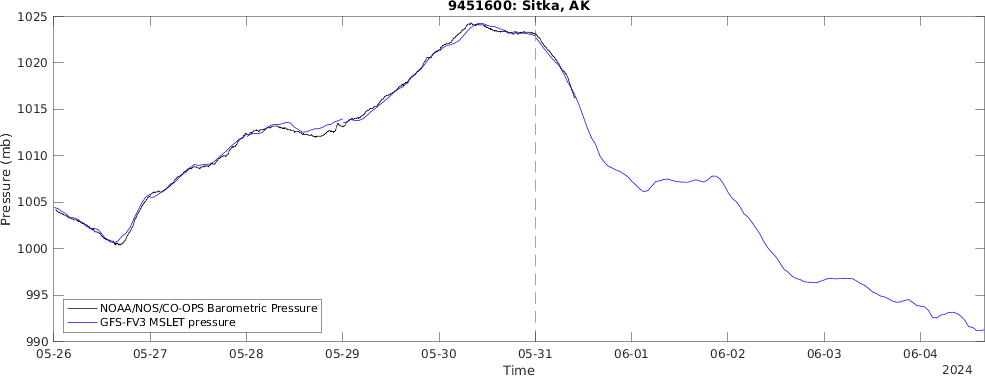 9451600: Sitka, AK
1025
1020
1015
1010
1005
1000
995
990
Pressure (mb)
NOAA/NOS/CO-OPS Barometric Pressure
GFS-FV3 MSLET pressure
05-26 05-27 05-28 05-29 05-30 05-31 06-01 06-02 06-03 06-04
Time
2024